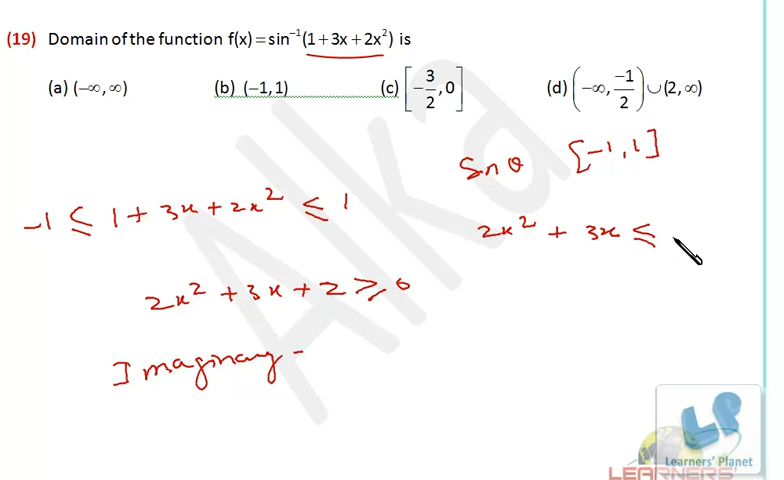 (19) Domain of the function f(x) = sin⁻¹(1 + 3x + 2x²) is
(a) (−∞, ∞) (b) (−1, 1) (c) [−3/2, 0] (d) (−∞, −1/2) ∪ (2, ∞)
Sin θ [−1, 1]
−1 ≤ 1 + 3x + 2x² ≤ 1
2x² + 3x ≤
2x² + 3x + 2 ≥ 0
Imaginary -
Alka
LP
Learners' Planet
LEARNERS'